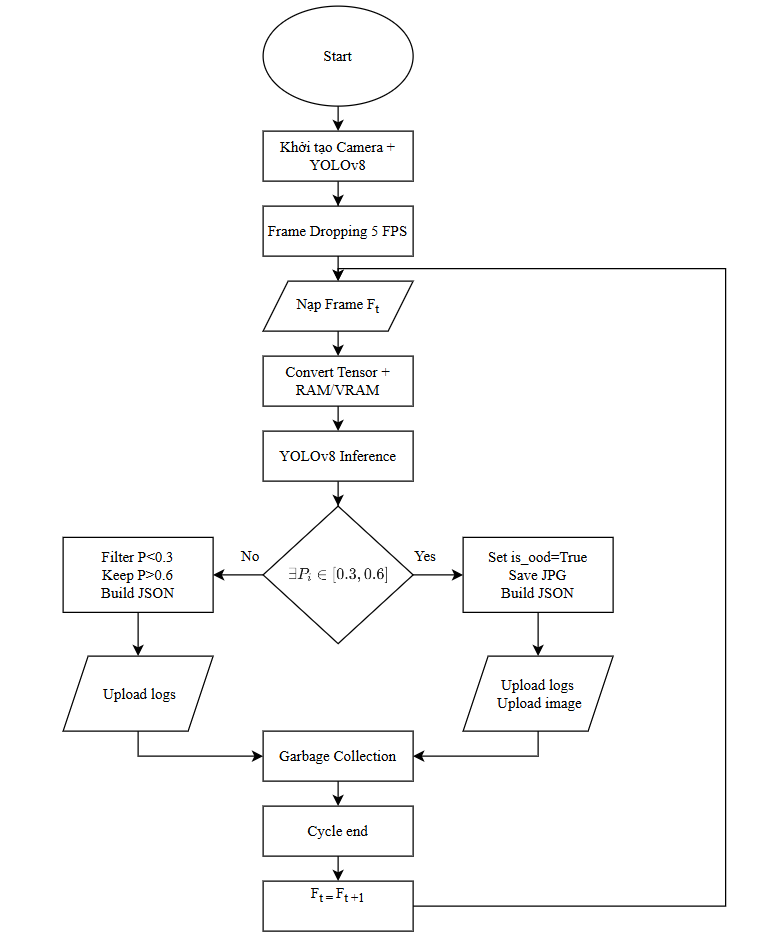 Start
Khởi tạo Camera +
YOLOv8
Frame Dropping 5 FPS
Nạp Frame Fₜ
Convert Tensor +
RAM/VRAM
YOLOv8 Inference
∃Pᵢ ∈ [0.3, 0.6]
No
Yes
Filter P<0.3
Keep P>0.6
Build JSON
Set is_ood=True
Save JPG
Build JSON
Upload logs
Upload logs
Upload image
Garbage Collection
Cycle end
Fₜ = Fₜ +1